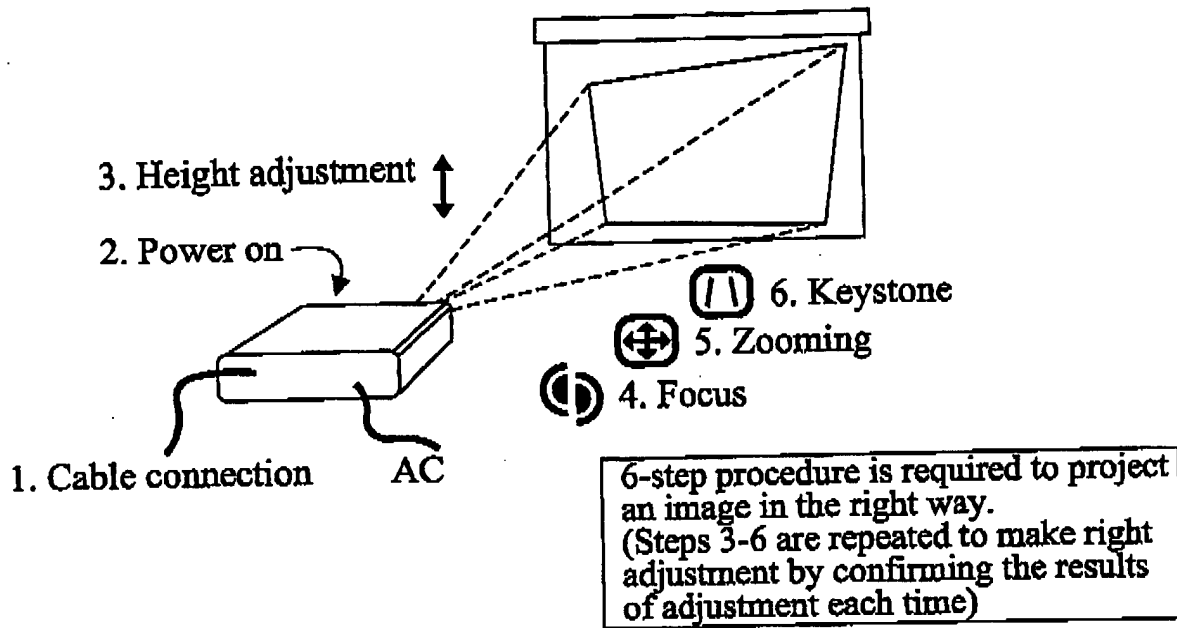 3. Height adjustment
2. Power on
6. Keystone
5. Zooming
4. Focus
1. Cable connection
AC
6-step procedure is required to project
an image in the right way.
(Steps 3-6 are repeated to make right
adjustment by confirming the results
of adjustment each time)